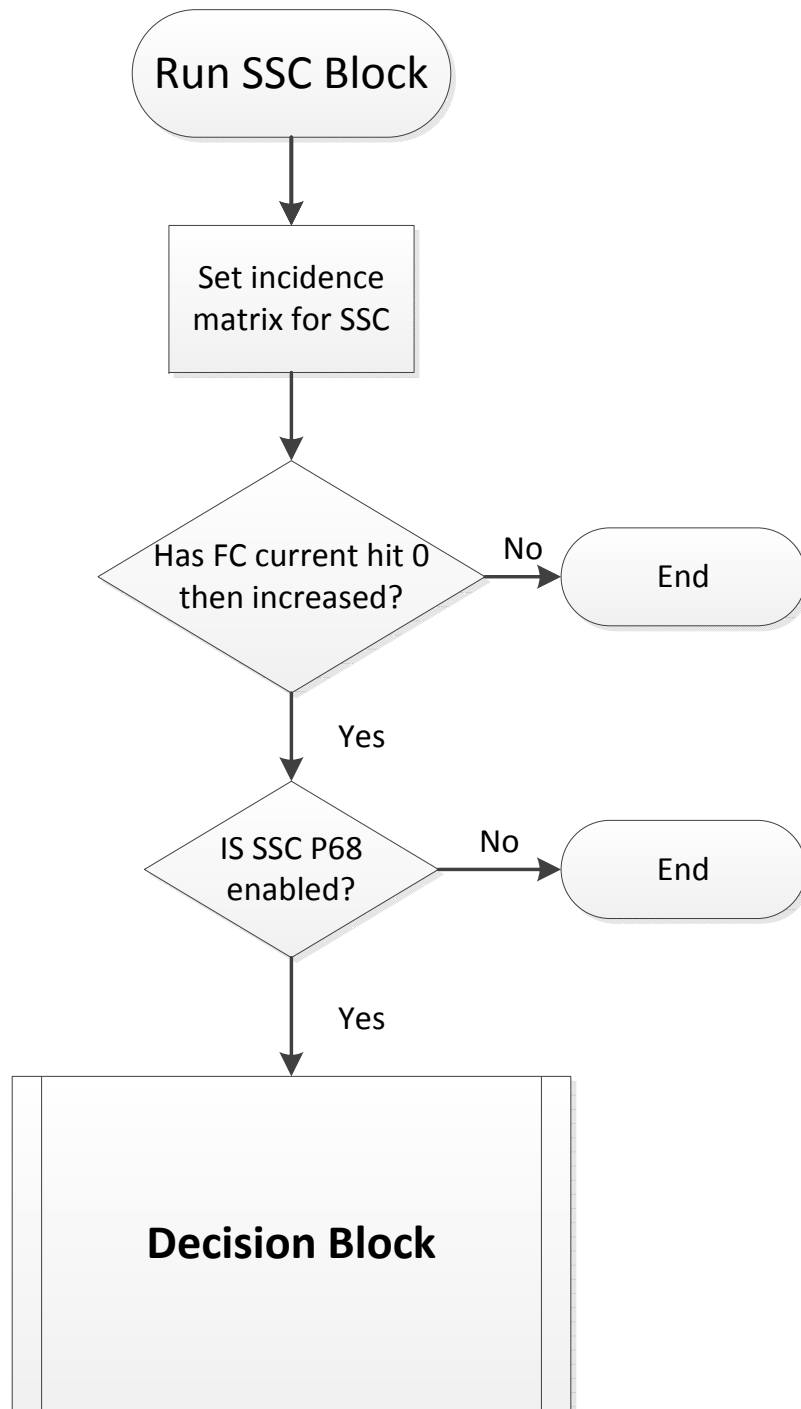 Run SSC Block
Set incidence
matrix for SSC
Has FC current hit 0
then increased?
No
End
Yes
IS SSC P68
enabled?
No
End
Yes
Decision Block